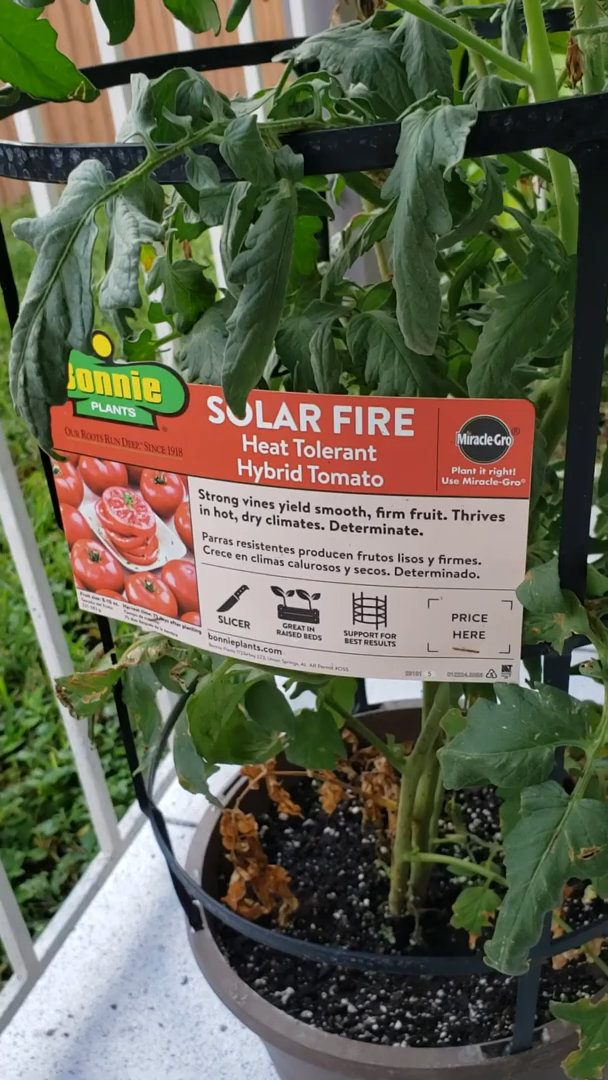 Bonnie
PLANTS
OUR ROOTS RUN DEEP.® SINCE 1918
SOLAR FIRE
Heat Tolerant
Hybrid Tomato
Miracle-Gro®
Plant it right!
Use Miracle-Gro®
Strong vines yield smooth, firm fruit. Thrives
in hot, dry climates. Determinate.
Parras resistentes producen frutos lisos y firmes.
Crece en climas calurosos y secos. Determinado.
SLICER
GREAT IN
RAISED BEDS
SUPPORT FOR
BEST RESULTS
PRICE
HERE
bonnieplants.com